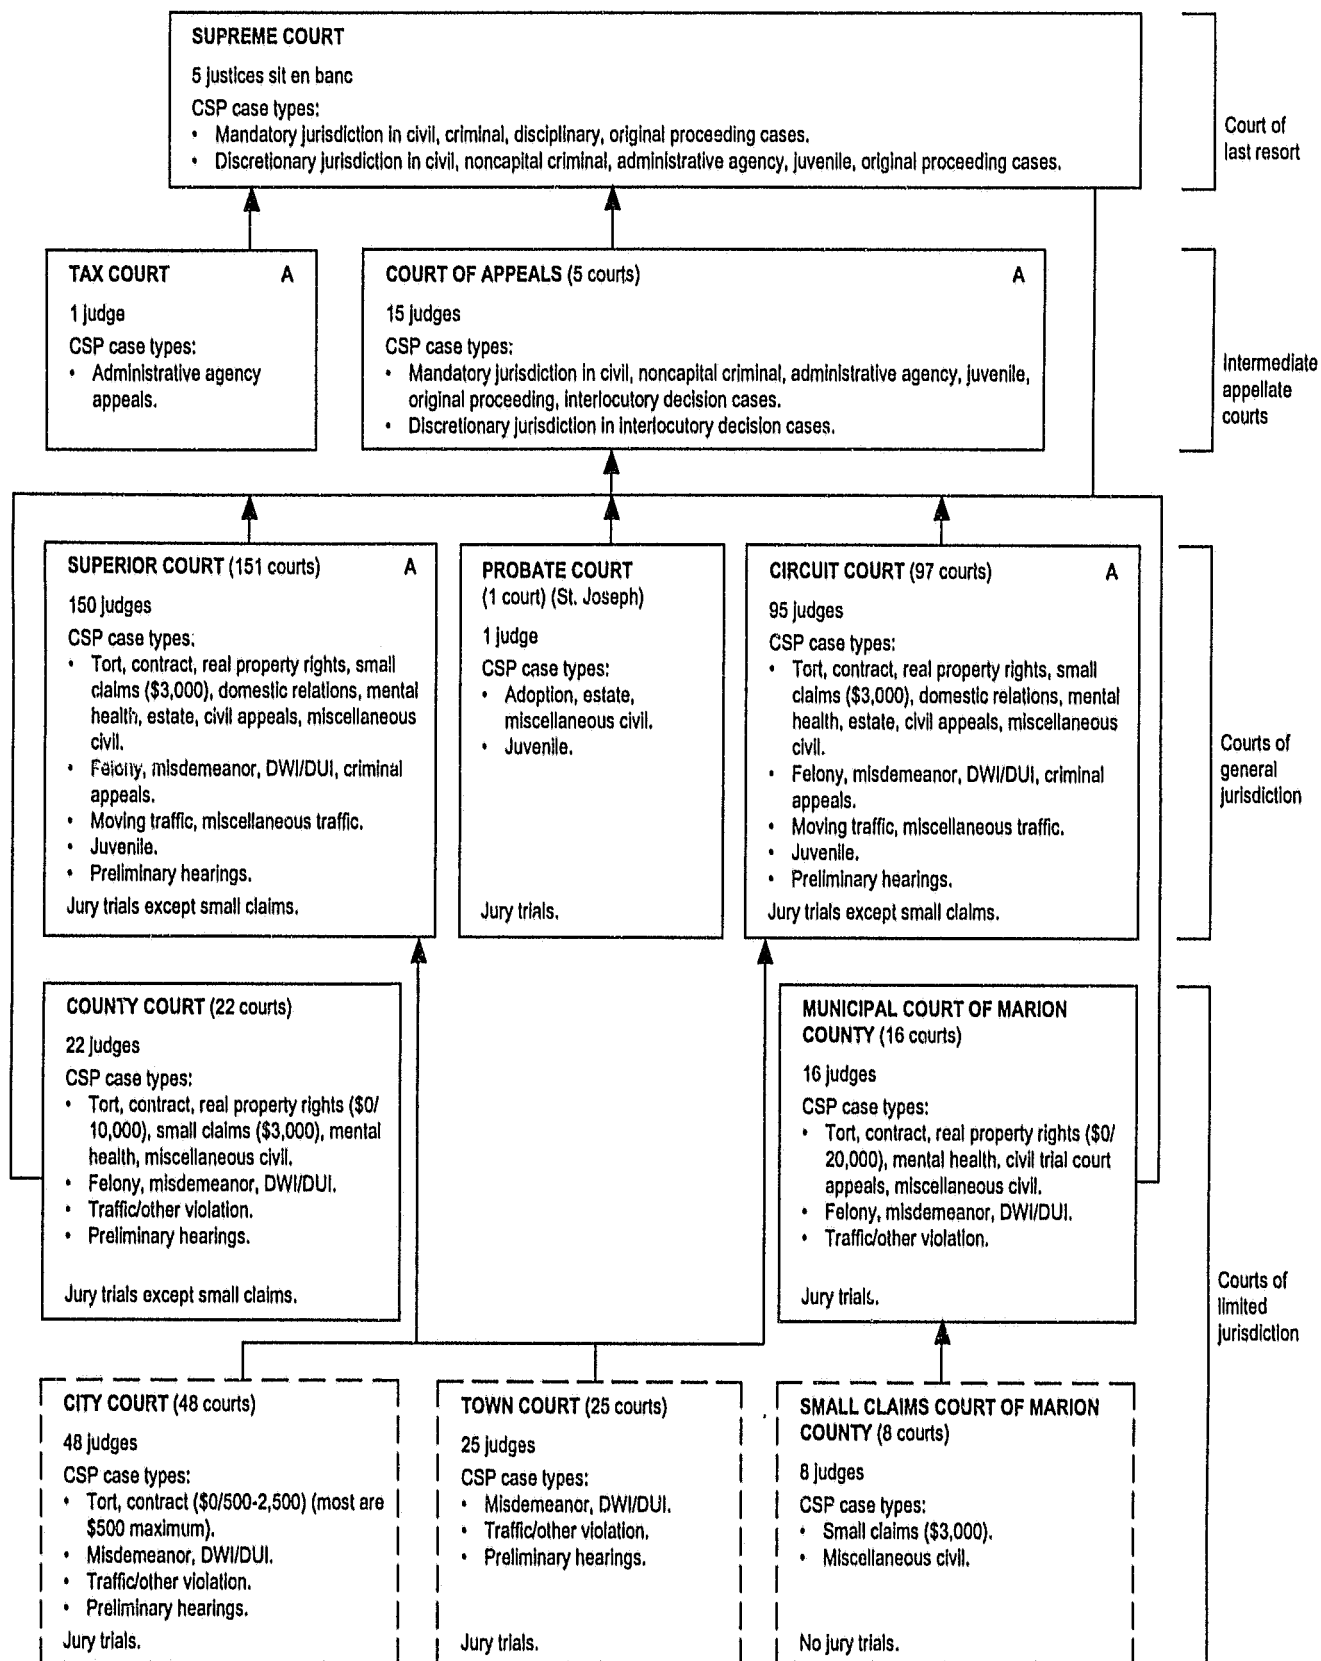 SUPREME COURT
5 justices sit en banc
CSP case types:
• Mandatory jurisdiction in civil, criminal, disciplinary, original proceeding cases.
• Discretionary jurisdiction in civil, noncapital criminal, administrative agency, juvenile, original proceeding cases.
Court of
last resort
TAX COURT A
1 judge
CSP case types:
• Administrative agency
appeals.
COURT OF APPEALS (5 courts) A
15 judges
CSP case types:
• Mandatory jurisdiction in civil, noncapital criminal, administrative agency, juvenile,
original proceeding, interlocutory decision cases.
• Discretionary jurisdiction in interlocutory decision cases.
Intermediate
appellate
courts
SUPERIOR COURT (151 courts) A
150 judges
CSP case types:
• Tort, contract, real property rights, small
claims ($3,000), domestic relations, mental
health, estate, civil appeals, miscellaneous
civil.
• Felony, misdemeanor, DWI/DUI, criminal
appeals.
• Moving traffic, miscellaneous traffic.
• Juvenile.
• Preliminary hearings.
Jury trials except small claims.
PROBATE COURT
(1 court) (St. Joseph)
1 judge
CSP case types:
• Adoption, estate,
miscellaneous civil.
• Juvenile.
Jury trials.
CIRCUIT COURT (97 courts) A
95 judges
CSP case types:
• Tort, contract, real property rights, small
claims ($3,000), domestic relations, mental
health, estate, civil appeals, miscellaneous
civil.
• Felony, misdemeanor, DWI/DUI, criminal
appeals.
• Moving traffic, miscellaneous traffic.
• Juvenile.
• Preliminary hearings.
Jury trials except small claims.
Courts of
general
jurisdiction
COUNTY COURT (22 courts)
22 judges
CSP case types:
• Tort, contract, real property rights ($0/
10,000), small claims ($3,000), mental
health, miscellaneous civil.
• Felony, misdemeanor, DWI/DUI.
• Traffic/other violation.
• Preliminary hearings.
Jury trials except small claims.
MUNICIPAL COURT OF MARION
COUNTY (16 courts)
16 judges
CSP case types:
• Tort, contract, real property rights ($0/
20,000), mental health, civil trial court
appeals, miscellaneous civil.
• Felony, misdemeanor, DWI/DUI.
• Traffic/other violation.
Jury trials.
Courts of
limited
jurisdiction
CITY COURT (48 courts)
48 judges
CSP case types:
• Tort, contract ($0/500-2,500) (most are
$500 maximum).
• Misdemeanor, DWI/DUI.
• Traffic/other violation.
• Preliminary hearings.
Jury trials.
TOWN COURT (25 courts)
25 judges
CSP case types:
• Misdemeanor, DWI/DUI.
• Traffic/other violation.
• Preliminary hearings.
Jury trials.
SMALL CLAIMS COURT OF MARION
COUNTY (8 courts)
8 judges
CSP case types:
• Small claims ($3,000).
• Miscellaneous civil.
No jury trials.